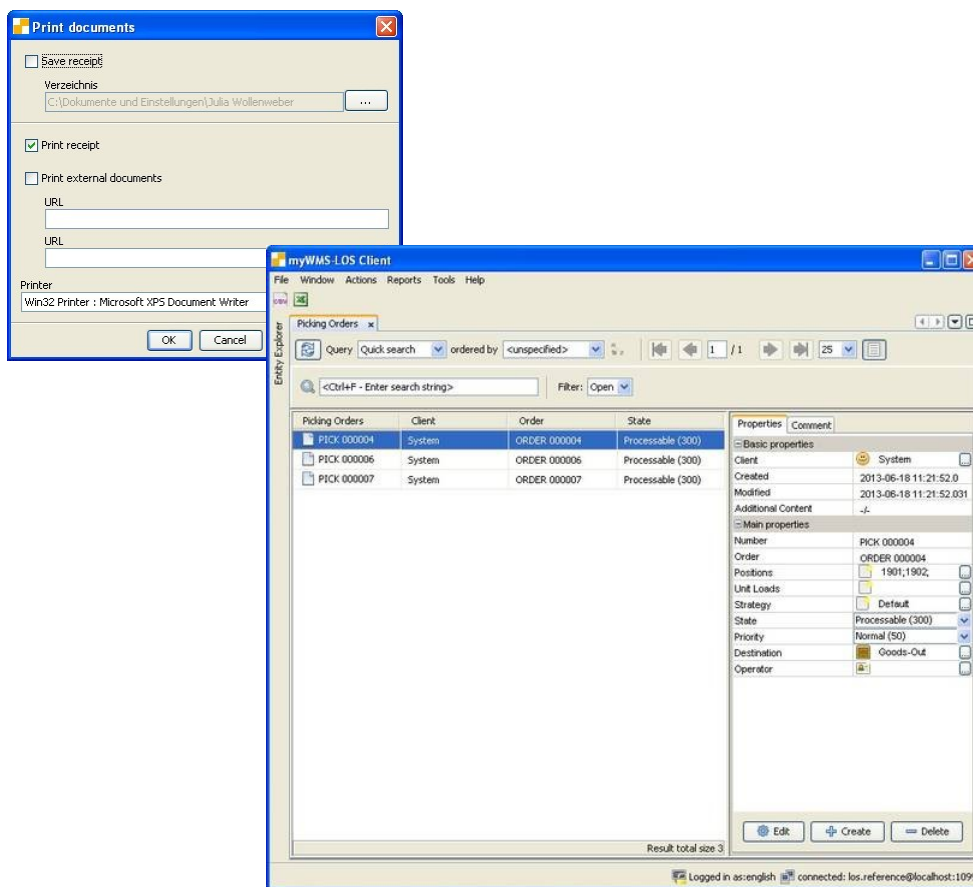 Print documents
Save receipt
Verzeichnis
C:\Dokumente und Einstellungen\Julia Wollenweber
...
Print receipt
Print external documents
URL
URL
Printer
Win32 Printer : Microsoft XPS Document Writer
OK Cancel
myWMS-LOS Client
File Window Actions Reports Tools Help
CSV
Entity Explorer
Picking Orders x
Query Quick search ordered by <unspecified> 1 /1 25
<Ctrl+F - Enter search string> Filter: Open
Picking Orders Client Order State
PICK 000004 System ORDER 000004 Processable (300)
PICK 000006 System ORDER 000006 Processable (300)
PICK 000007 System ORDER 000007 Processable (300)
Result total size 3
Properties Comment
Basic properties
Client System
Created 2013-06-18 11:21:52.0
Modified 2013-06-18 11:21:52.031
Additional Content -/-
Main properties
Number PICK 000004
Order ORDER 000004
Positions 1901;1902;
Unit Loads
Strategy Default
State Processable (300)
Priority Normal (50)
Destination Goods-Out
Operator
Edit Create Delete
Logged in as:english connected: los.reference@localhost:109